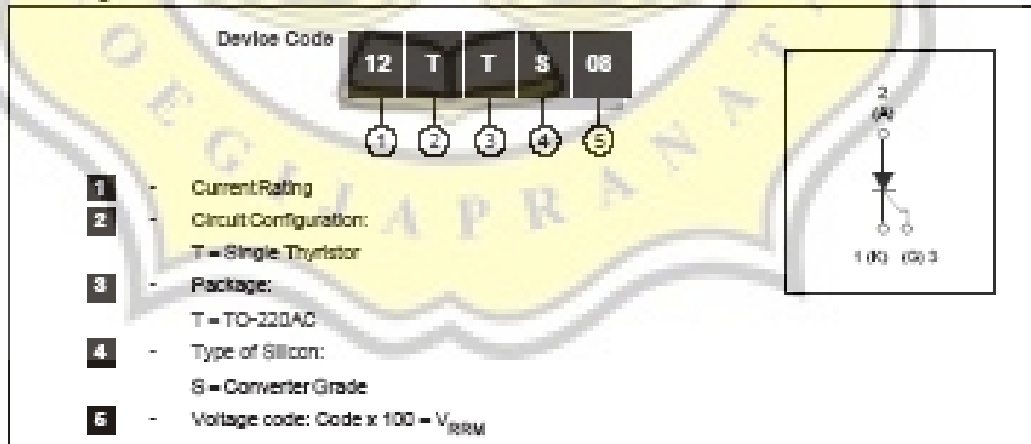 Device Code
12 T T S 08
1 2 3 4 5
1 - Current Rating
2 - Circuit Configuration:
T = Single Thyristor
3 - Package:
T = TO-220AC
4 - Type of Silicon:
S = Converter Grade
5 - Voltage code: Code x 100 = VRRM
2
(A)
1 (K) (G) 3
OEGIJAPRANAT